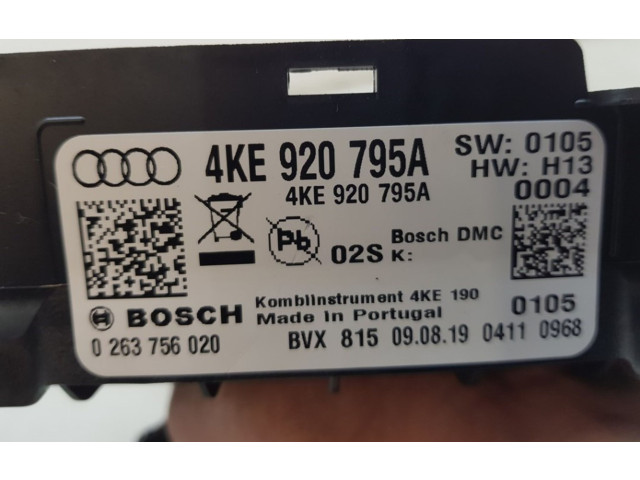 4KE 920 795A SW: 0105
4KE 920 795A HW: H13
0004
Pb 02S Bosch DMC
K:
BOSCH Kombiinstrument 4KE 190 0105
Made in Portugal
0 263 756 020 BVX 815 09.08.19 0411 0968